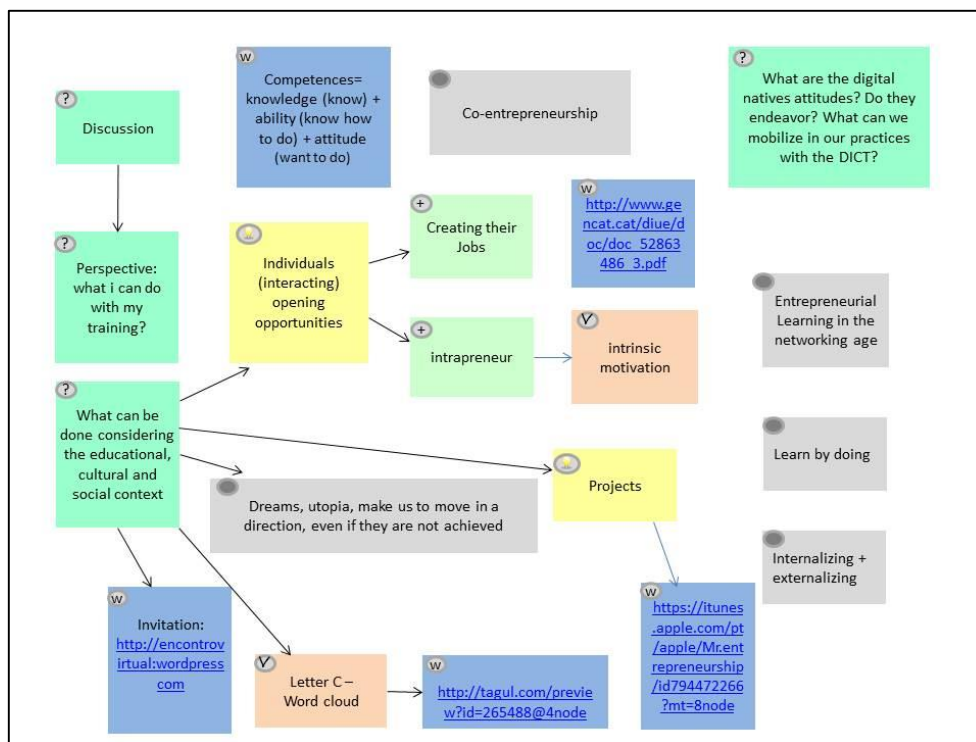 w
Competences=
knowledge (know) +
ability (know how
to do) + attitude
(want to do)
Co-entrepreneurship
?
What are the digital
natives attitudes? Do they
endeavor? What can we
mobilize in our practices
with the DICT?
?
Discussion
?
Perspective:
what i can do
with my
training?
Individuals
(interacting)
opening
opportunities
+
Creating their
Jobs
w
http://www.ge
ncat.cat/diue/d
oc/doc_52863
486_3.pdf
+
intrapreneur
V
intrinsic
motivation
Entrepreneurial
Learning in the
networking age
?
What can be
done considering
the educational,
cultural and
social context
Learn by doing
Projects
Dreams, utopia, make us to move in a
direction, even if they are not achieved
Internalizing +
externalizing
w
Invitation:
http://encontrov
irtual:wordpress
com
V
Letter C –
Word cloud
w
http://tagul.com/previe
w?id=265488@4node
w
https://itunes
.apple.com/pt
/apple/Mr.en
trepreneurship
/id794472266
?mt=8node